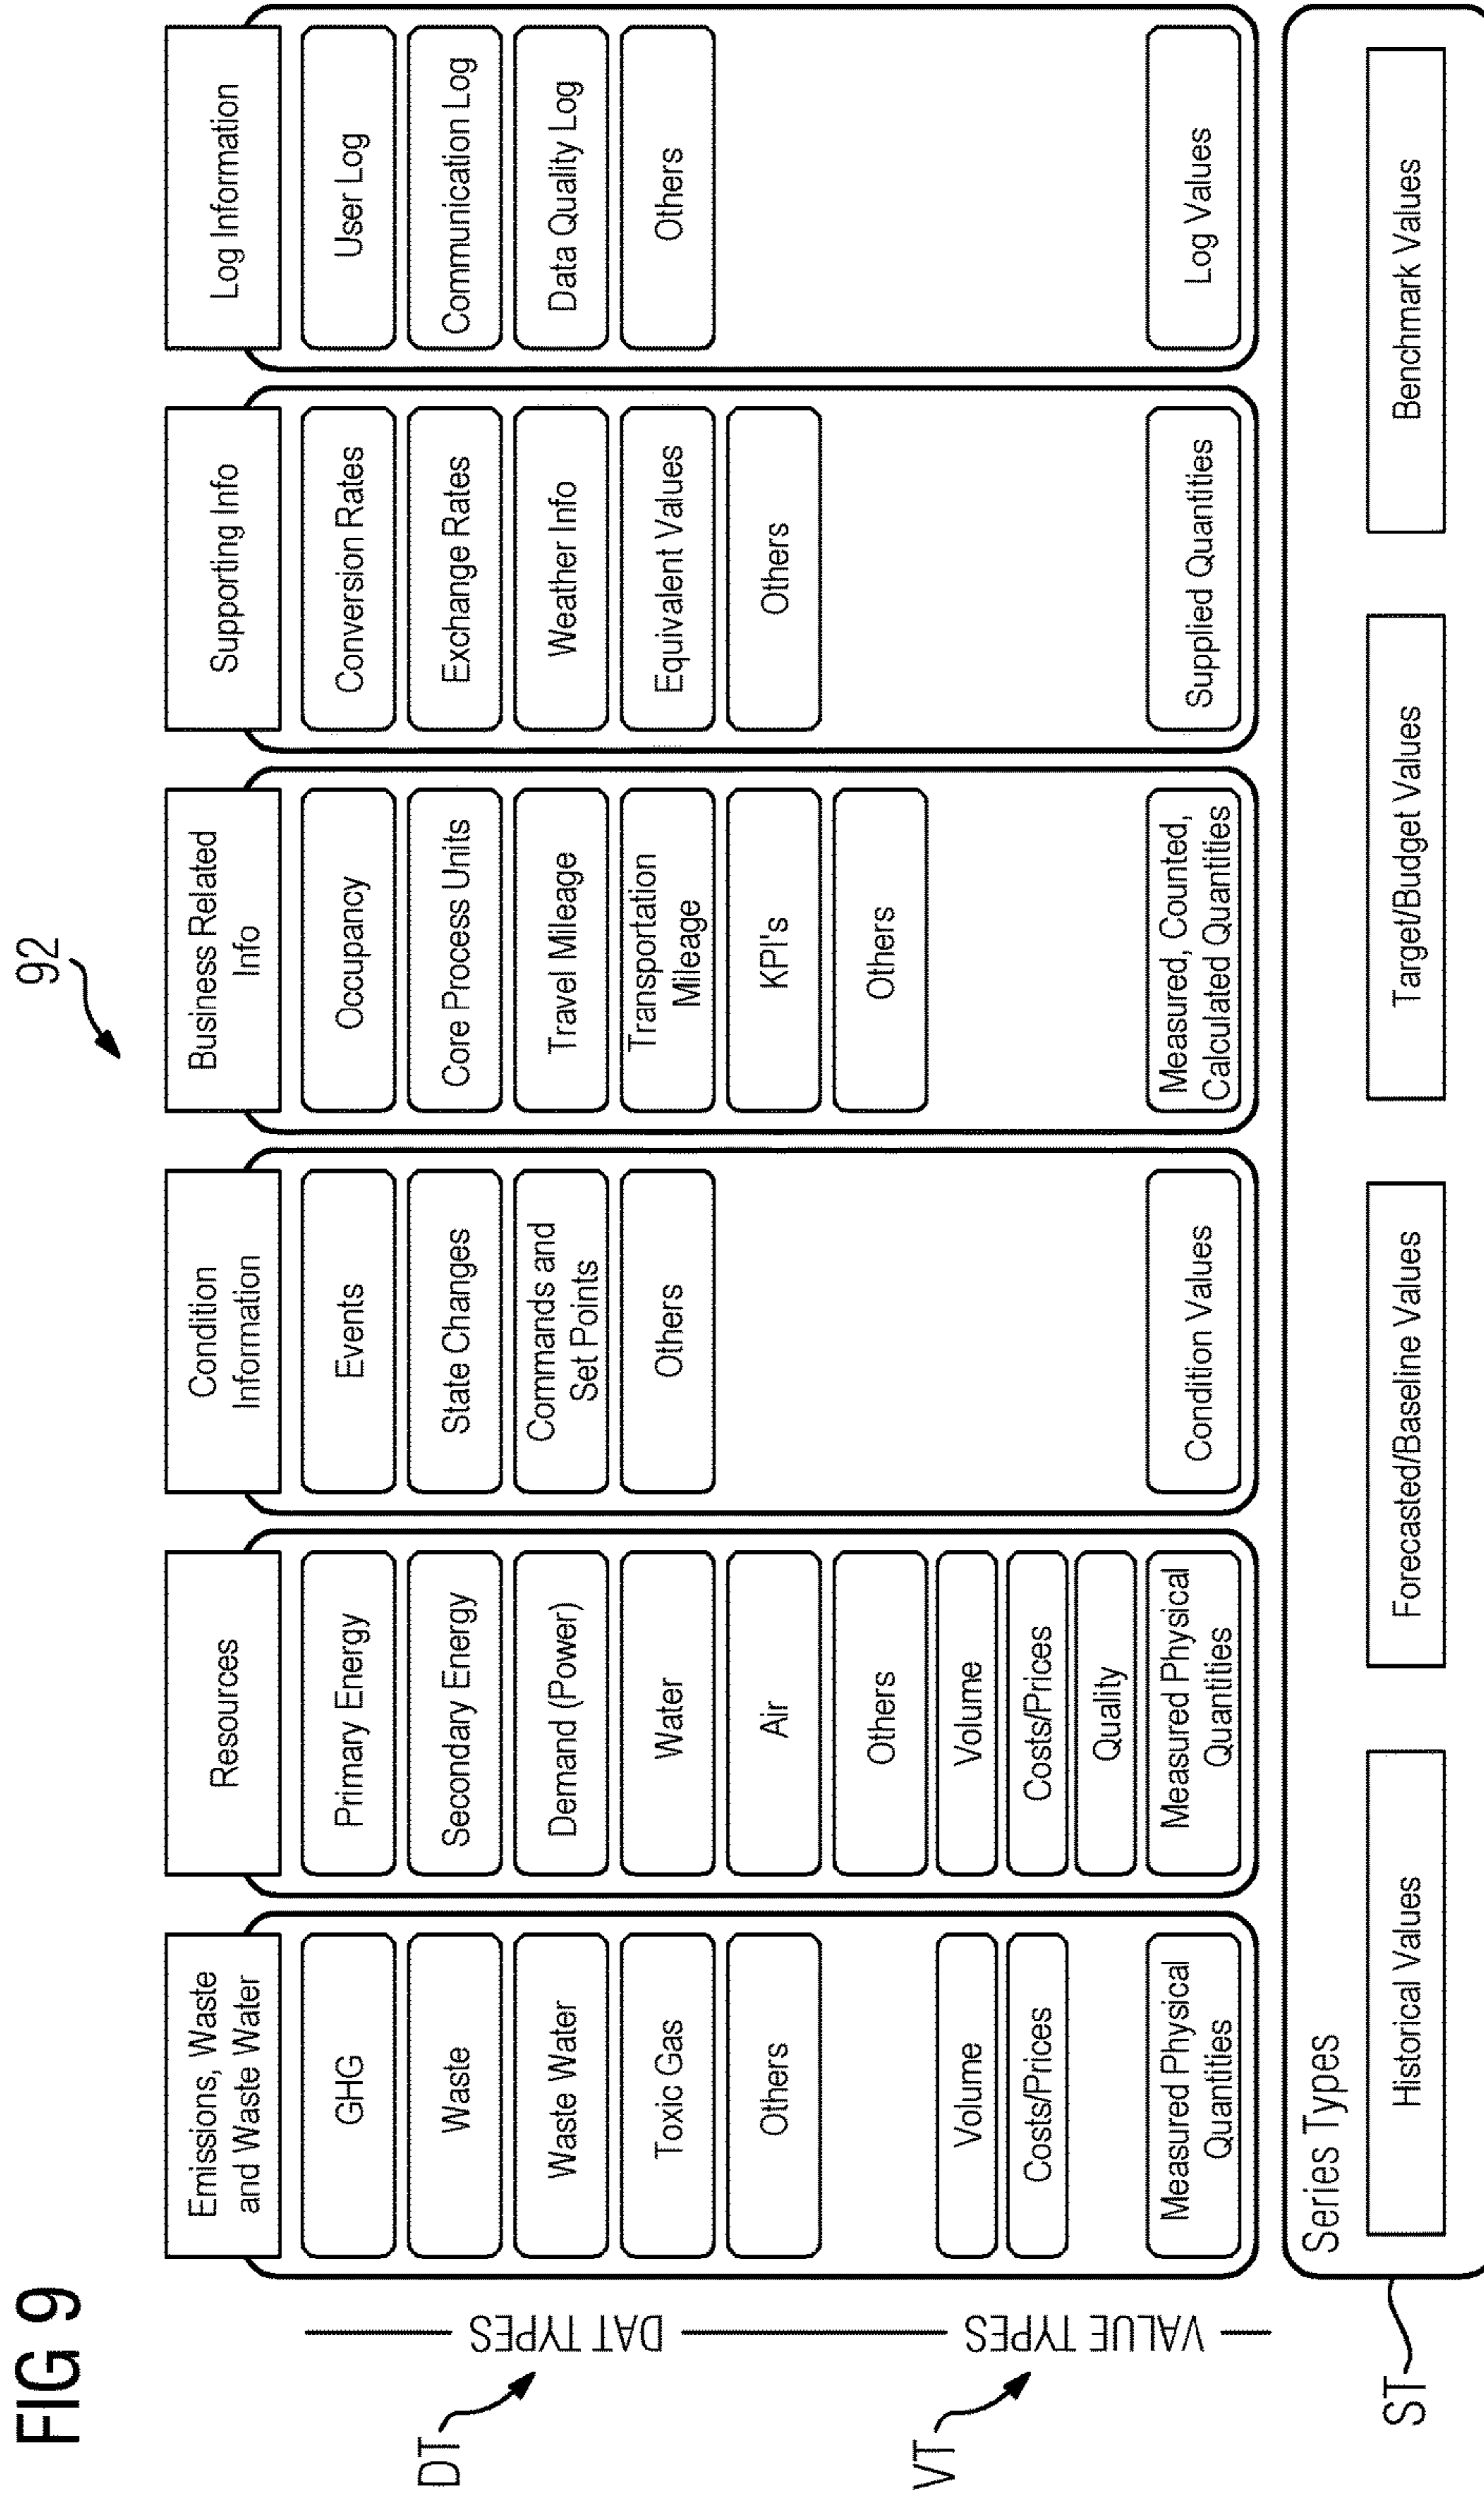 FIG 9
92
DT
DAT TYPES
VT
VALUE TYPES
ST
Emissions, Waste
and Waste Water
GHG
Waste
Waste Water
Toxic Gas
Others
Volume
Costs/Prices
Measured Physical
Quantities
Resources
Primary Energy
Secondary Energy
Demand (Power)
Water
Air
Others
Volume
Costs/Prices
Quality
Measured Physical
Quantities
Condition
Information
Events
State Changes
Commands and
Set Points
Others
Condition Values
Business Related
Info
Occupancy
Core Process Units
Travel Mileage
Transportation
Mileage
KPI's
Others
Measured, Counted,
Calculated Quantities
Supporting Info
Conversion Rates
Exchange Rates
Weather Info
Equivalent Values
Others
Supplied Quantities
Log Information
User Log
Communication Log
Data Quality Log
Others
Log Values
Series Types
Historical Values
Forecasted/Baseline Values
Target/Budget Values
Benchmark Values